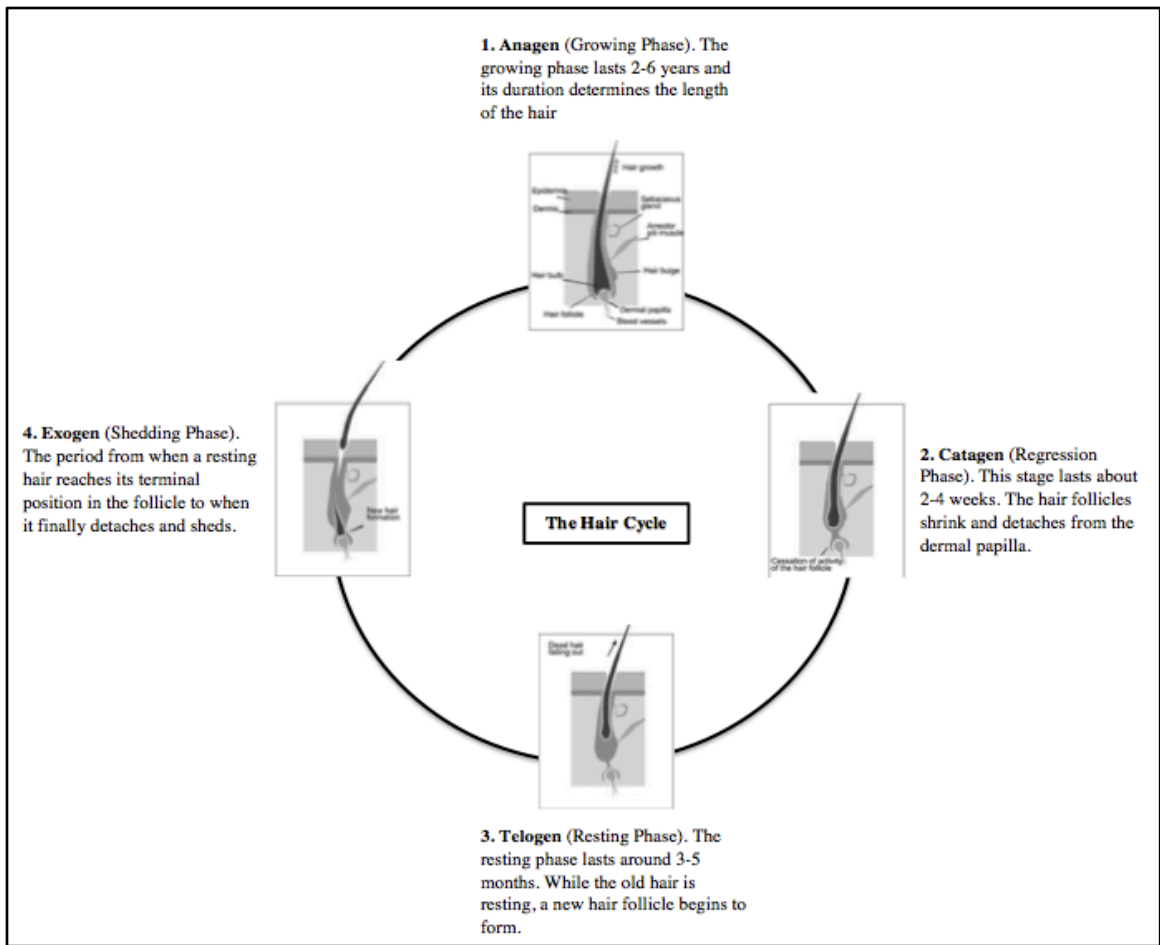 1. Anagen (Growing Phase). The
growing phase lasts 2-6 years and
its duration determines the length
of the hair
Hair growth
Epidermis
Sebaceous
gland
Dermis
Arrector
pili muscle
Hair bulb
Hair bulge
Dermal papilla
Hair follicle
Blood vessels
4. Exogen (Shedding Phase).
The period from when a resting
hair reaches its terminal
position in the follicle to when
it finally detaches and sheds.
New hair
formation
The Hair Cycle
2. Catagen (Regression
Phase). This stage lasts about
2-4 weeks. The hair follicles
shrink and detaches from the
dermal papilla.
Cessation of activity
of the hair follicle
Dead hair
falling out
3. Telogen (Resting Phase). The
resting phase lasts around 3-5
months. While the old hair is
resting, a new hair follicle begins to
form.